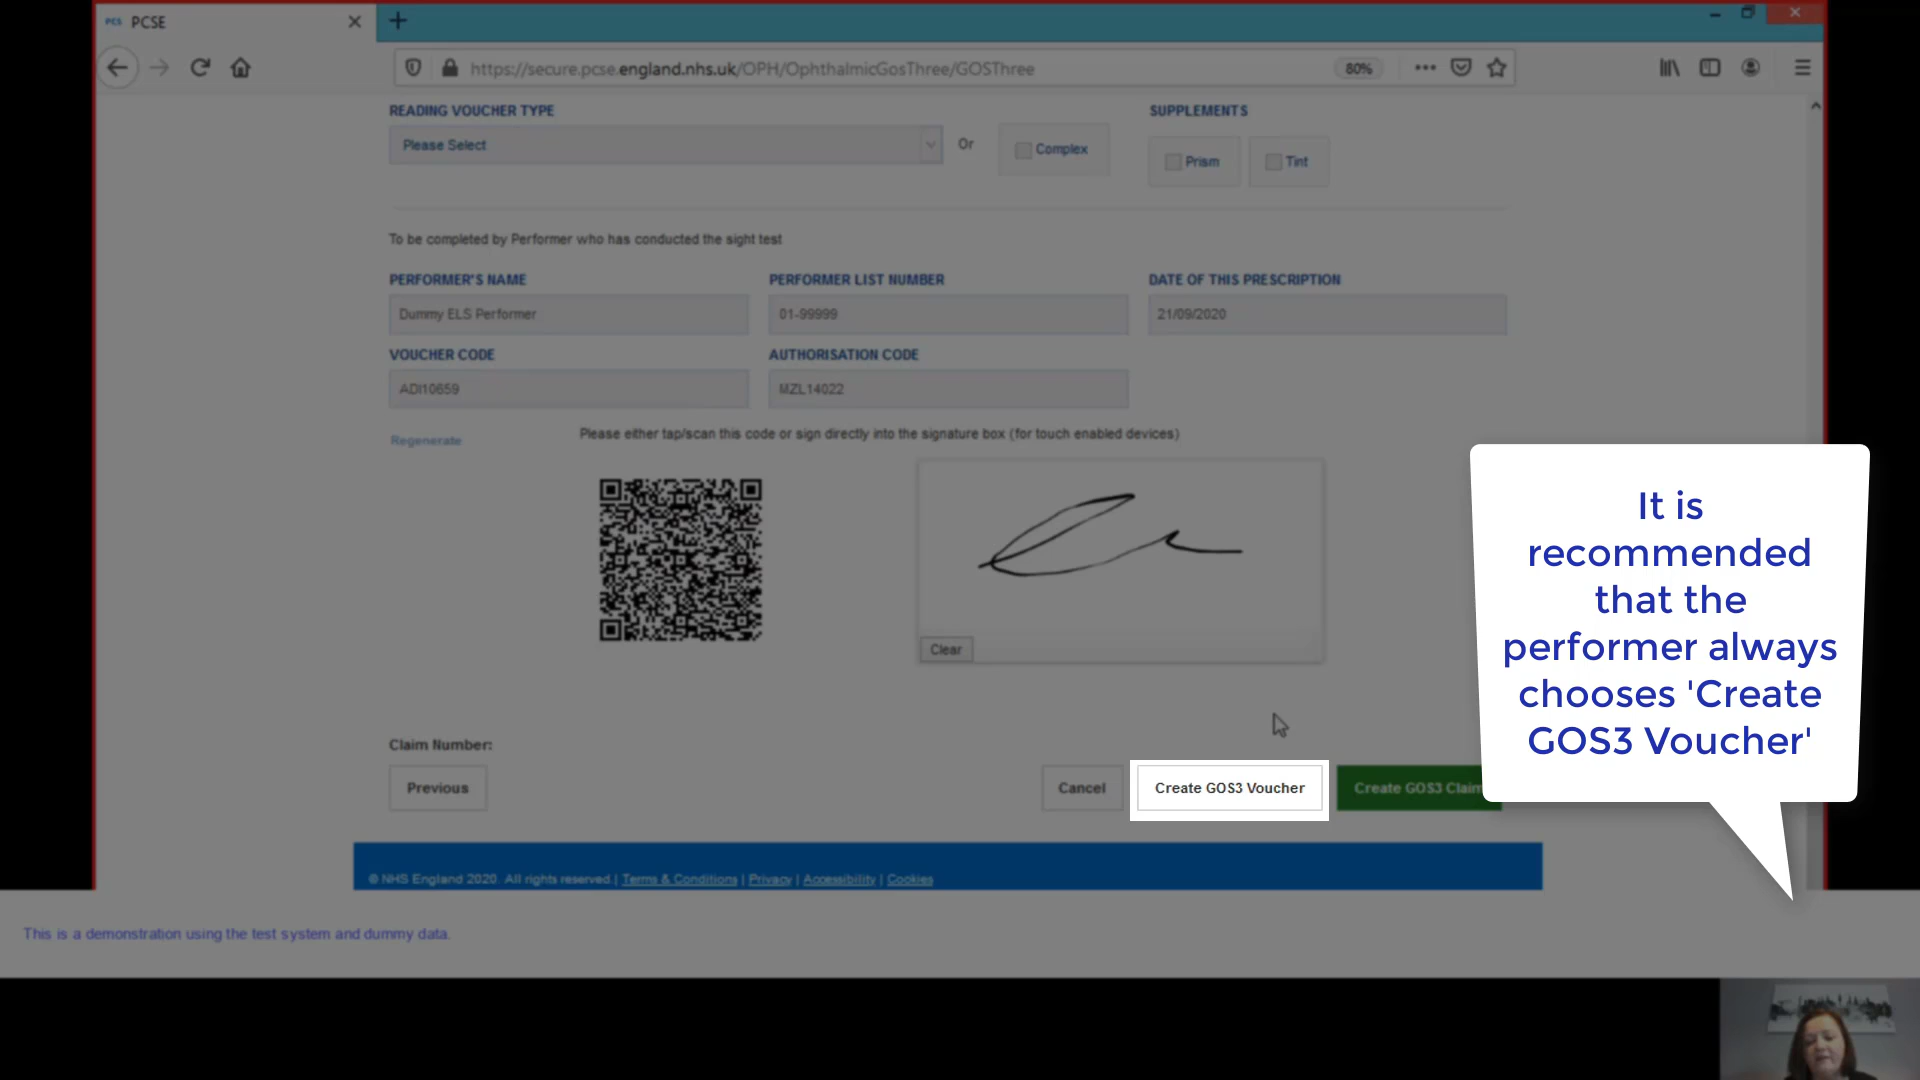 PCS PCSE
https://secure.pcse.england.nhs.uk/OPH/OphthalmicGosThree/GOSThree
80%
READING VOUCHER TYPE
SUPPLEMENTS
Please Select
Or
Complex
Prism
Tint
To be completed by Performer who has conducted the sight test
PERFORMER'S NAME
PERFORMER LIST NUMBER
DATE OF THIS PRESCRIPTION
Dummy ELS Performer
01-99999
21/09/2020
VOUCHER CODE
AUTHORISATION CODE
ADI10659
MZL14022
Regenerate
Please either tap/scan this code or sign directly into the signature box (for touch enabled devices)
Clear
Claim Number:
Previous
Cancel
Create GOS3 Voucher
Create GOS3 Claim
It is
recommended
that the
performer always
chooses 'Create
GOS3 Voucher'
© NHS England 2020. All rights reserved.| Terms & Conditions | Privacy | Accessibility | Cookies
This is a demonstration using the test system and dummy data.